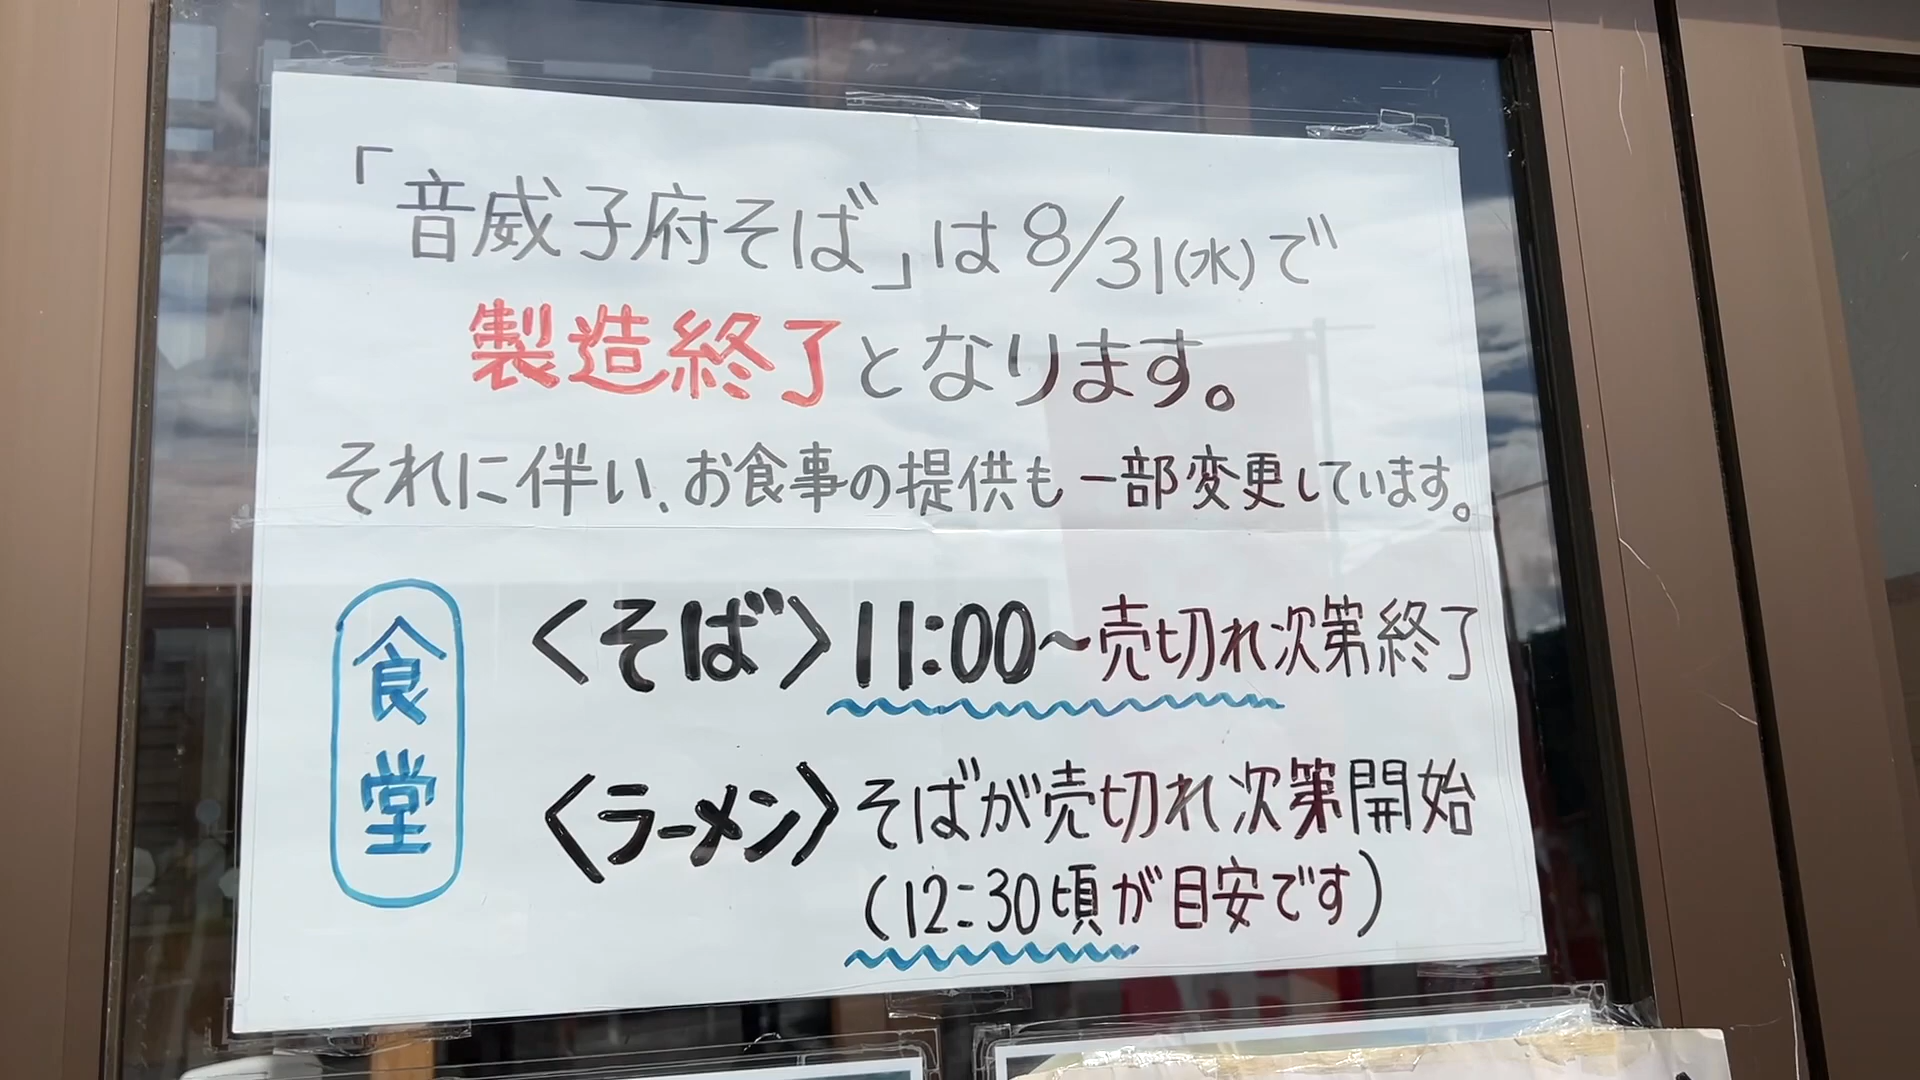 「音威子府そば」は8/31(水)で
製造終了となります。
それに伴い、お食事の提供も一部変更しています。
食堂
〈そば〉11:00～売切れ次第終了
〈ラーメン〉そばが売切れ次第開始
(12:30頃が目安です)